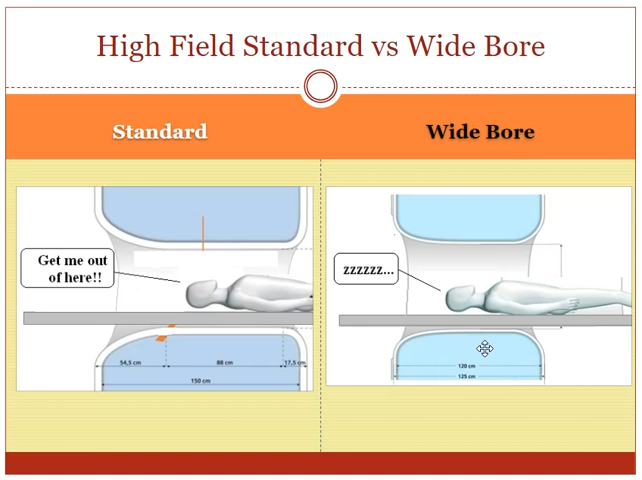 High Field Standard vs Wide Bore
Standard
Wide Bore
Get me out
of here!!
zzzzzz...
54,5 cm
88 cm
17,5 cm
150 cm
120 cm
125 cm